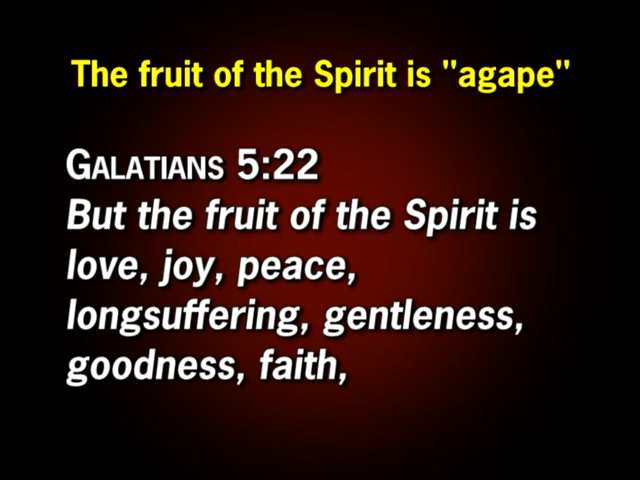 The fruit of the Spirit is "agape"
GALATIANS 5:22
But the fruit of the Spirit is
love, joy, peace,
longsuffering, gentleness,
goodness, faith,